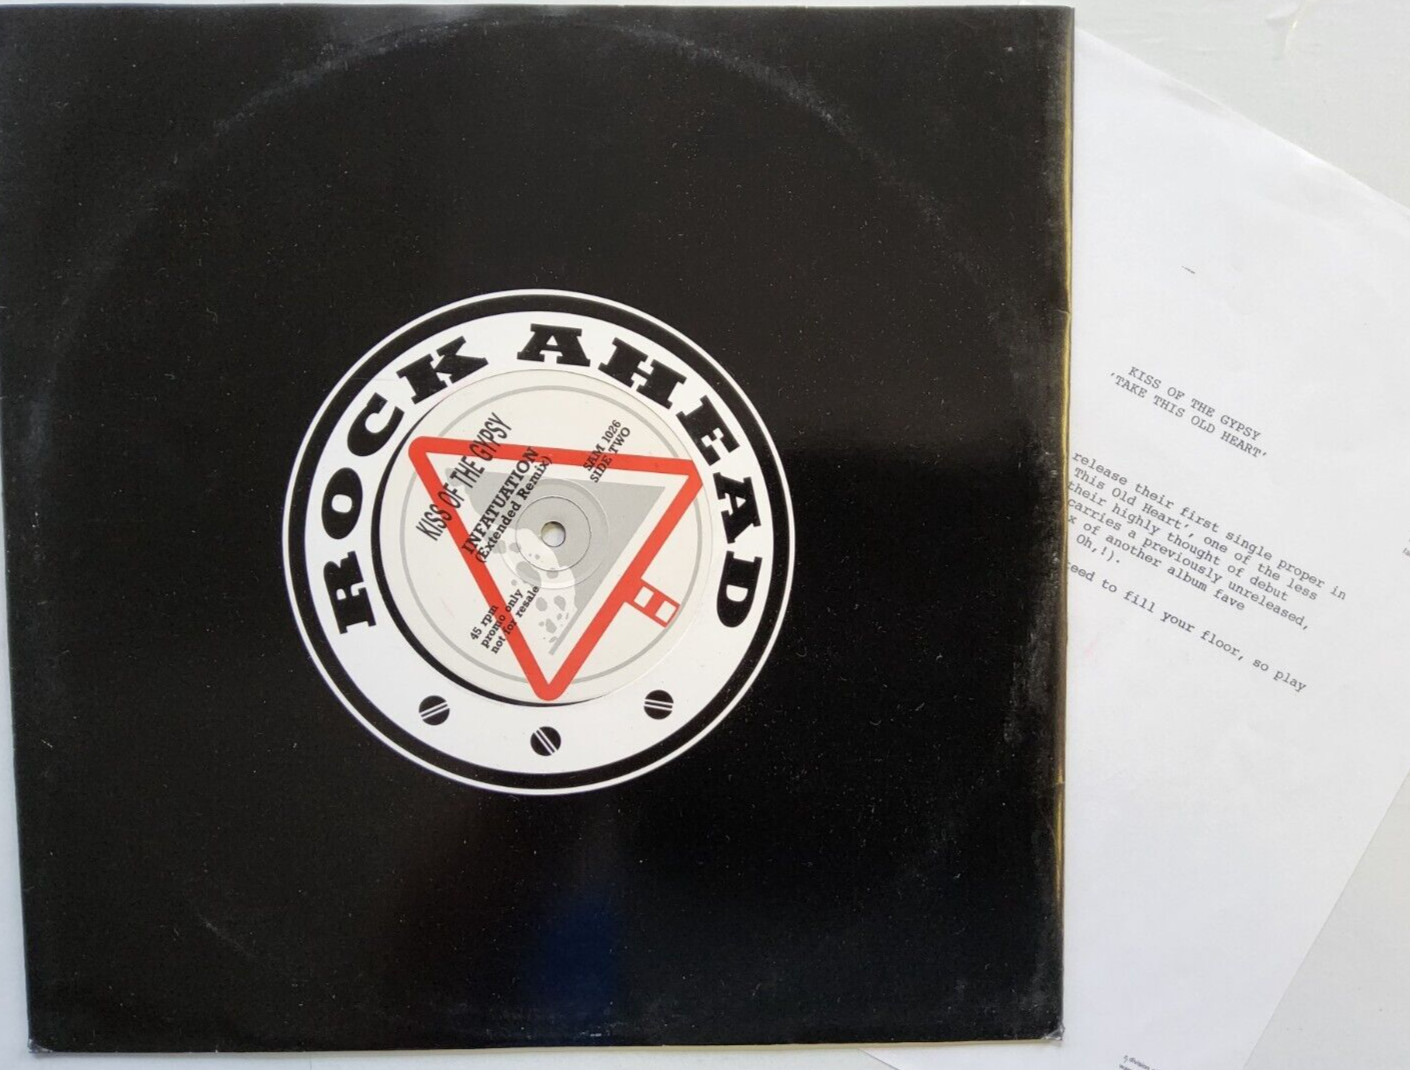 ROCK AHEAD
KISS OF THE GYPSY
INFATUATION
(Extended Remix)
SAM 1026
SIDE TWO
45 rpm
promo only
not for resale
KISS OF THE GYPSY
'TAKE THIS OLD HEART'
release their first single proper in
This Old Heart', one of the less
their highly thought of debut
carries a previously unreleased,
x of another album fave
Oh,!).
teed to fill your floor, so play